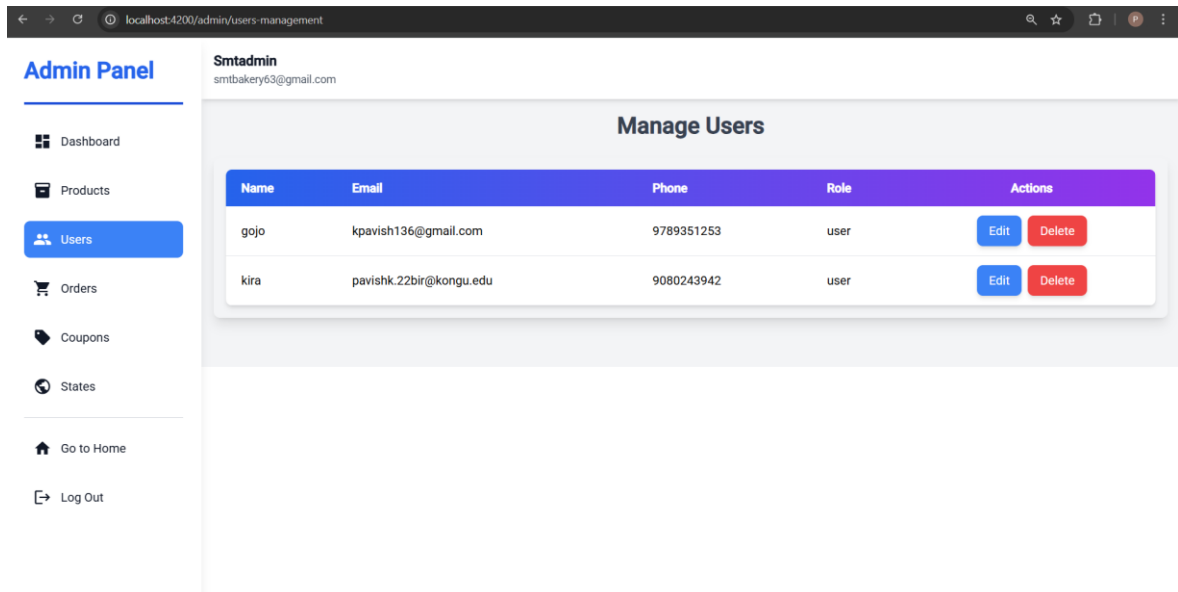 localhost:4200/admin/users-management
P
Admin Panel
Smtadmin
smtbakery63@gmail.com
Dashboard
Products
Users
Orders
Coupons
States
Go to Home
Log Out
Manage Users
Name Email Phone Role Actions
gojo kpavish136@gmail.com 9789351253 user Edit Delete
kira pavishk.22bir@kongu.edu 9080243942 user Edit Delete